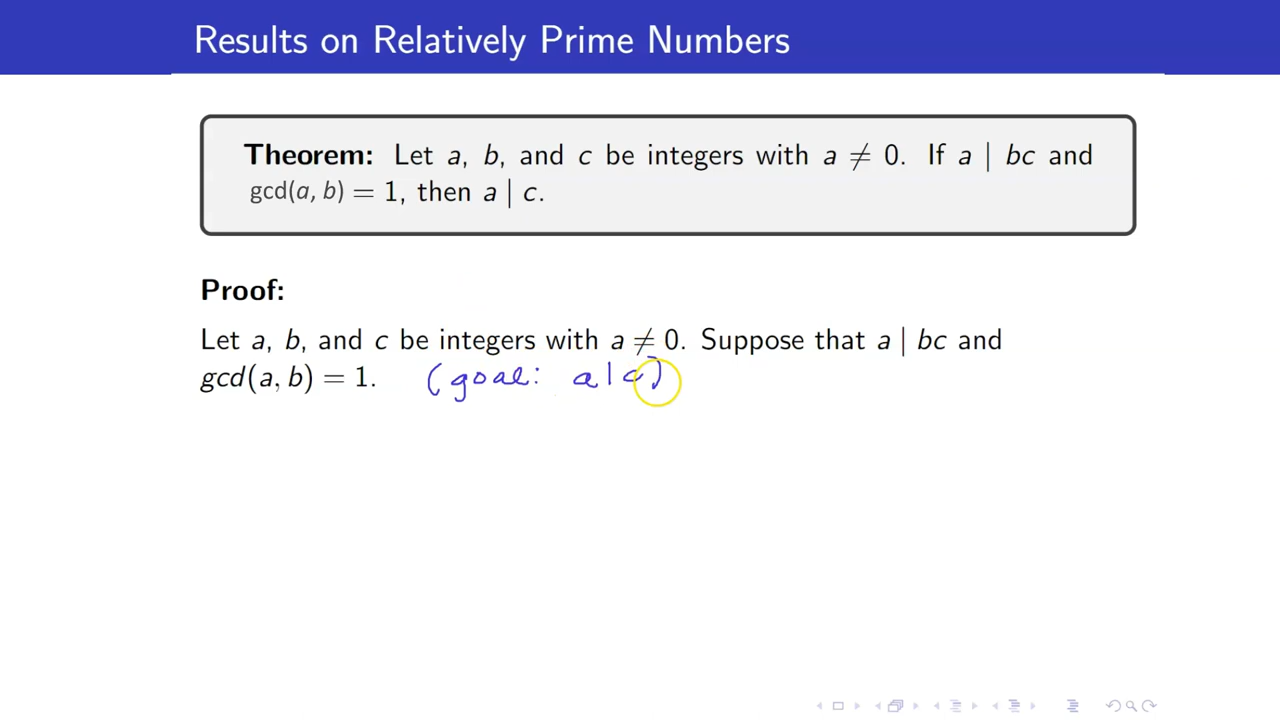 Results on Relatively Prime Numbers
Theorem: Let a, b, and c be integers with a ≠ 0. If a | bc and
gcd(a, b) = 1, then a | c.
Proof:
Let a, b, and c be integers with a ≠ 0. Suppose that a | bc and
gcd(a, b) = 1. (goal: a | c)